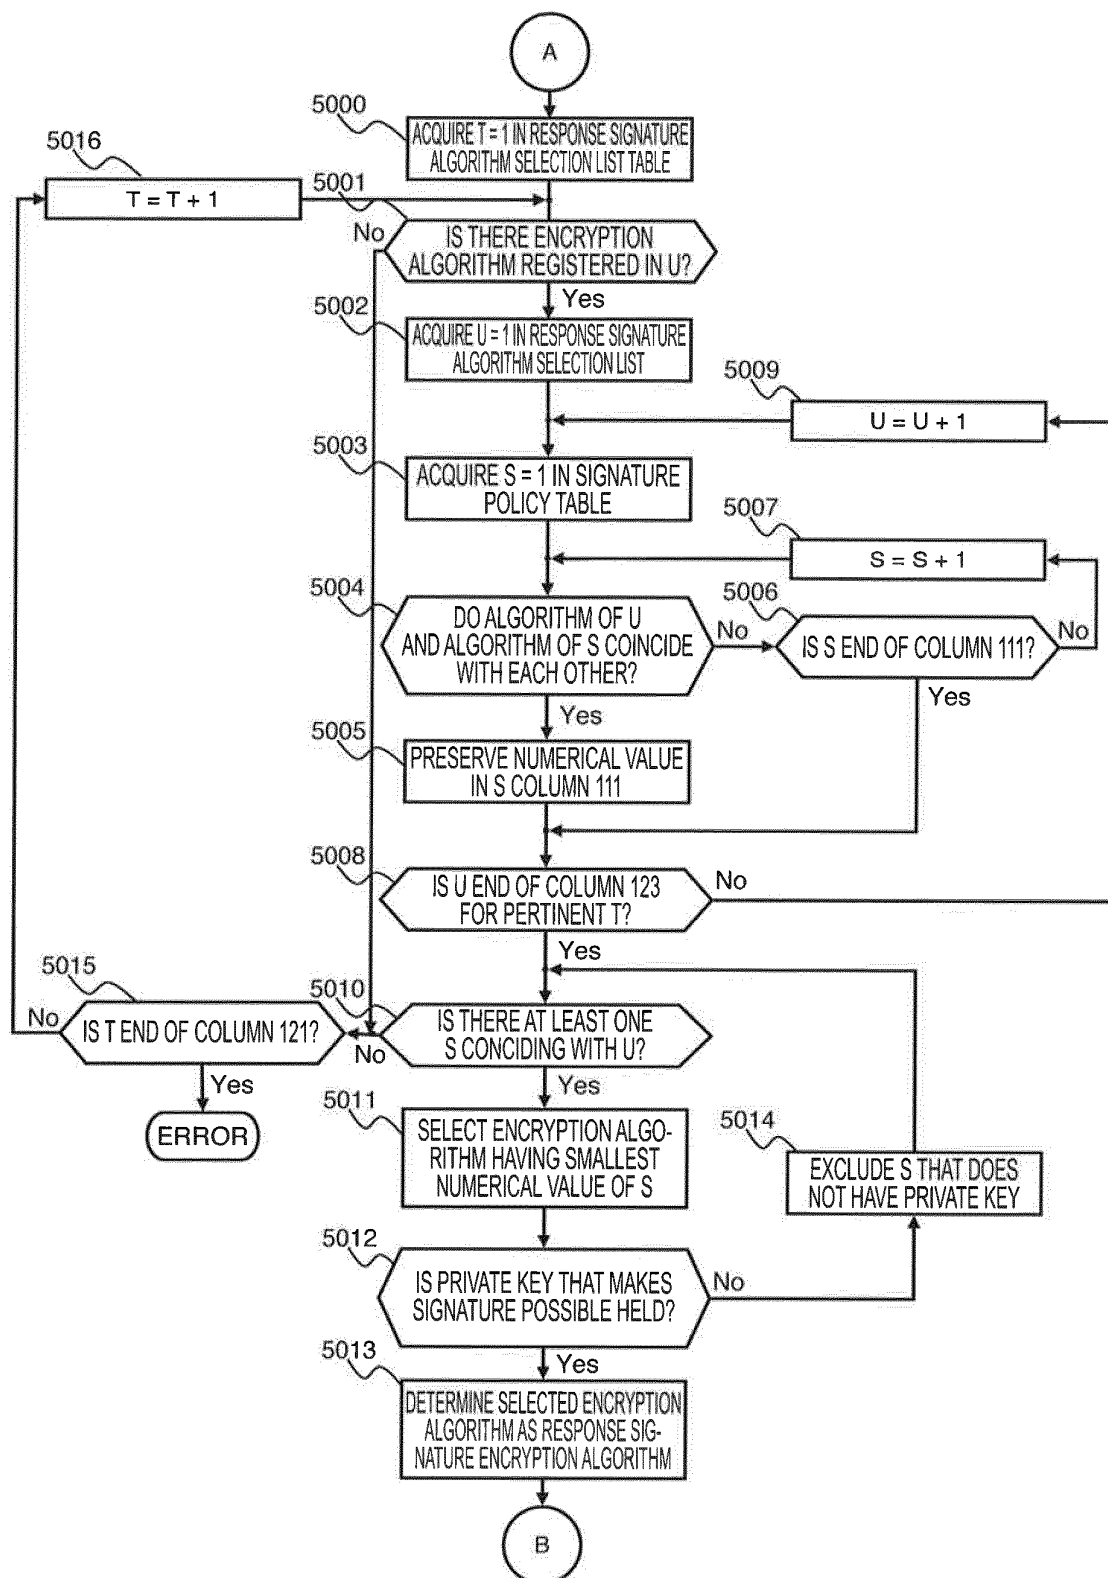 A
5000
ACQUIRE T = 1 IN RESPONSE SIGNATURE
ALGORITHM SELECTION LIST TABLE
5016
T = T + 1
5001
No
IS THERE ENCRYPTION
ALGORITHM REGISTERED IN U?
Yes
5002
ACQUIRE U = 1 IN RESPONSE SIGNATURE
ALGORITHM SELECTION LIST
5009
U = U + 1
5003
ACQUIRE S = 1 IN SIGNATURE
POLICY TABLE
5007
S = S + 1
5004
DO ALGORITHM OF U
AND ALGORITHM OF S COINCIDE
WITH EACH OTHER?
No
5006
IS S END OF COLUMN 111?
No
Yes
Yes
5005
PRESERVE NUMERICAL VALUE
IN S COLUMN 111
5008
IS U END OF COLUMN 123
FOR PERTINENT T?
No
Yes
5015
No
IS T END OF COLUMN 121?
Yes
ERROR
5010
No
IS THERE AT LEAST ONE
S CONCIDING WITH U?
Yes
5011
SELECT ENCRYPTION ALGO-
RITHM HAVING SMALLEST
NUMERICAL VALUE OF S
5014
EXCLUDE S THAT DOES
NOT HAVE PRIVATE KEY
5012
IS PRIVATE KEY THAT MAKES
SIGNATURE POSSIBLE HELD?
No
Yes
5013
DETERMINE SELECTED ENCRYPTION
ALGORITHM AS RESPONSE SIG-
NATURE ENCRYPTION ALGORITHM
B